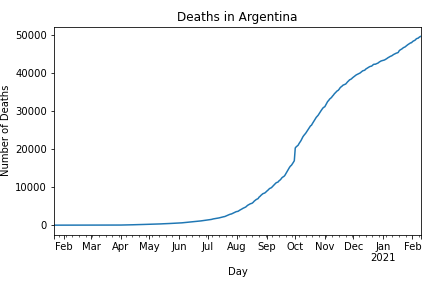 Deaths in Argentina
Number of Deaths
50000
40000
30000
20000
10000
0
Feb Mar Apr May Jun Jul Aug Sep Oct Nov Dec Jan Feb
2021
Day